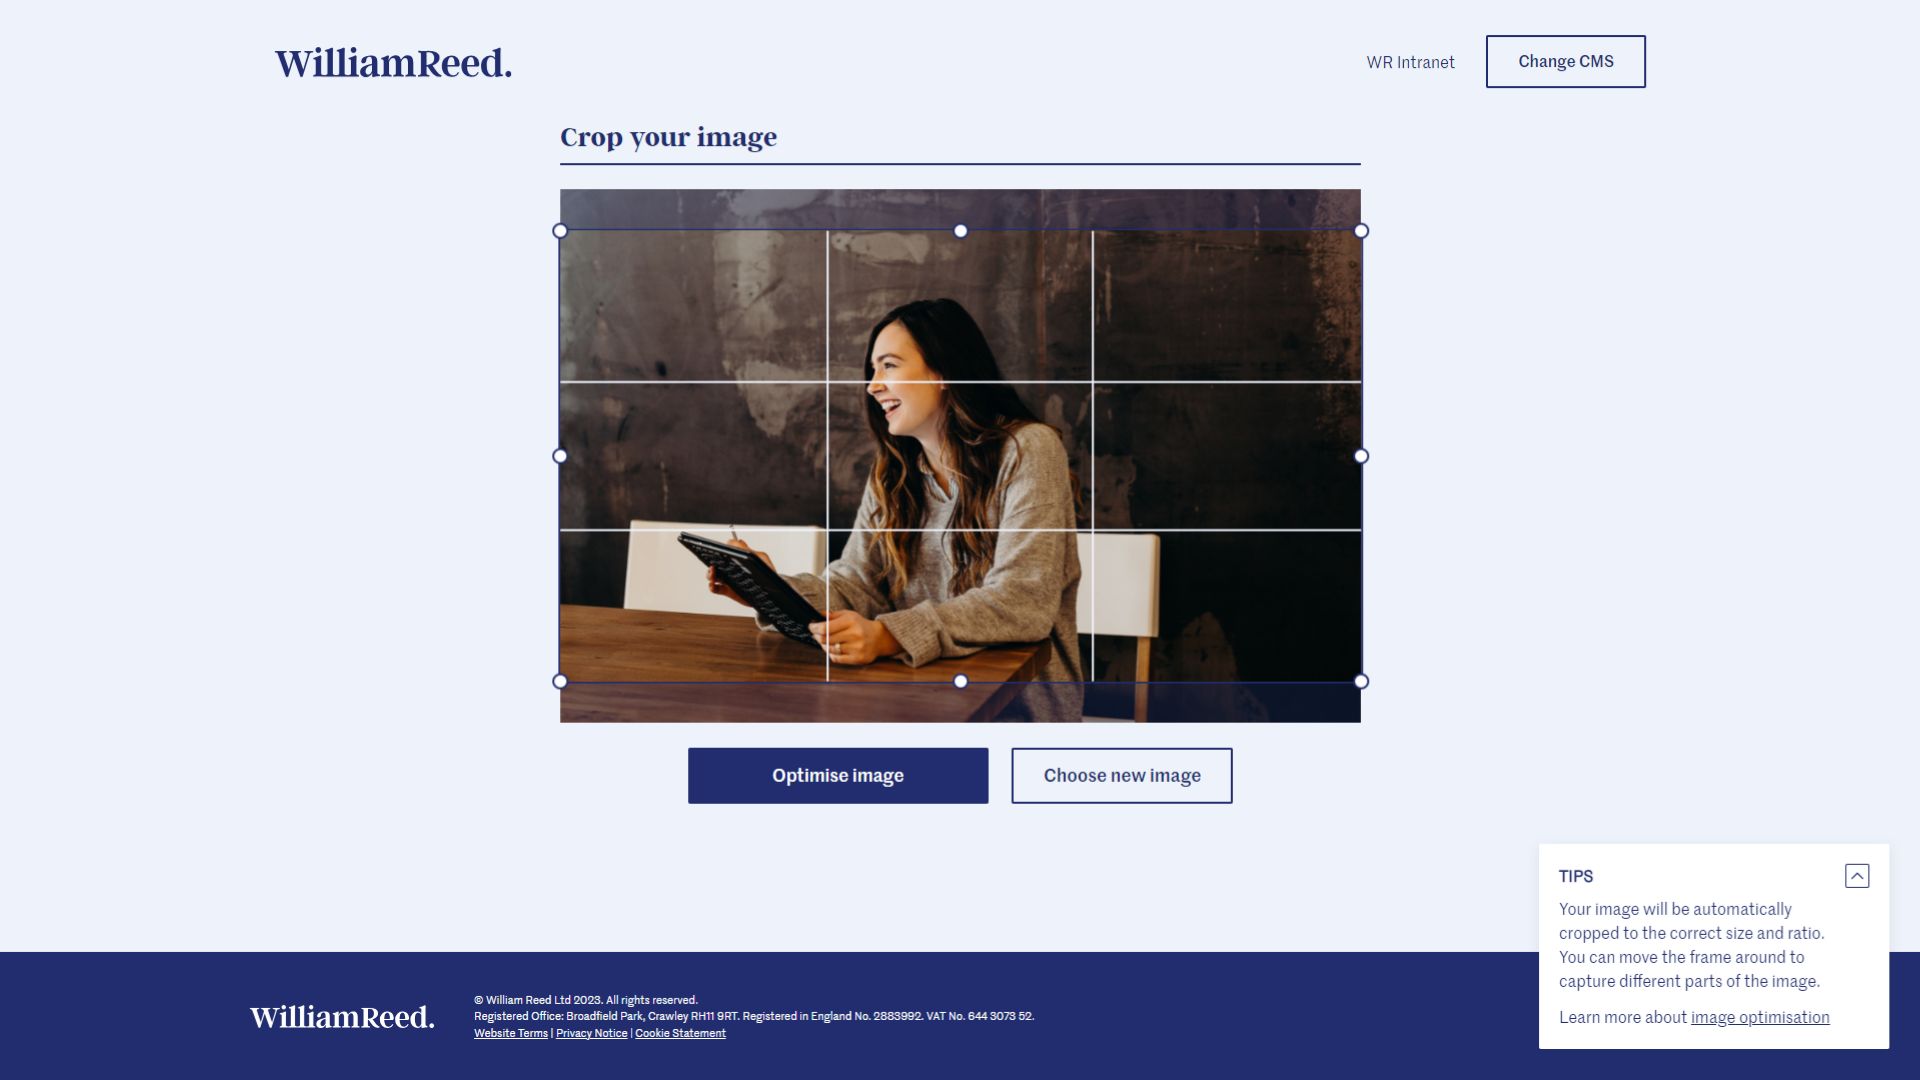 WilliamReed.
WR Intranet
Change CMS
Crop your image
Optimise image
Choose new image
TIPS
Your image will be automatically
cropped to the correct size and ratio.
You can move the frame around to
capture different parts of the image.
Learn more about image optimisation
WilliamReed.
© William Reed Ltd 2023. All rights reserved.
Registered Office: Broadfield Park, Crawley RH11 9RT. Registered in England No. 2883992. VAT No. 644 3073 52.
Website Terms | Privacy Notice | Cookie Statement